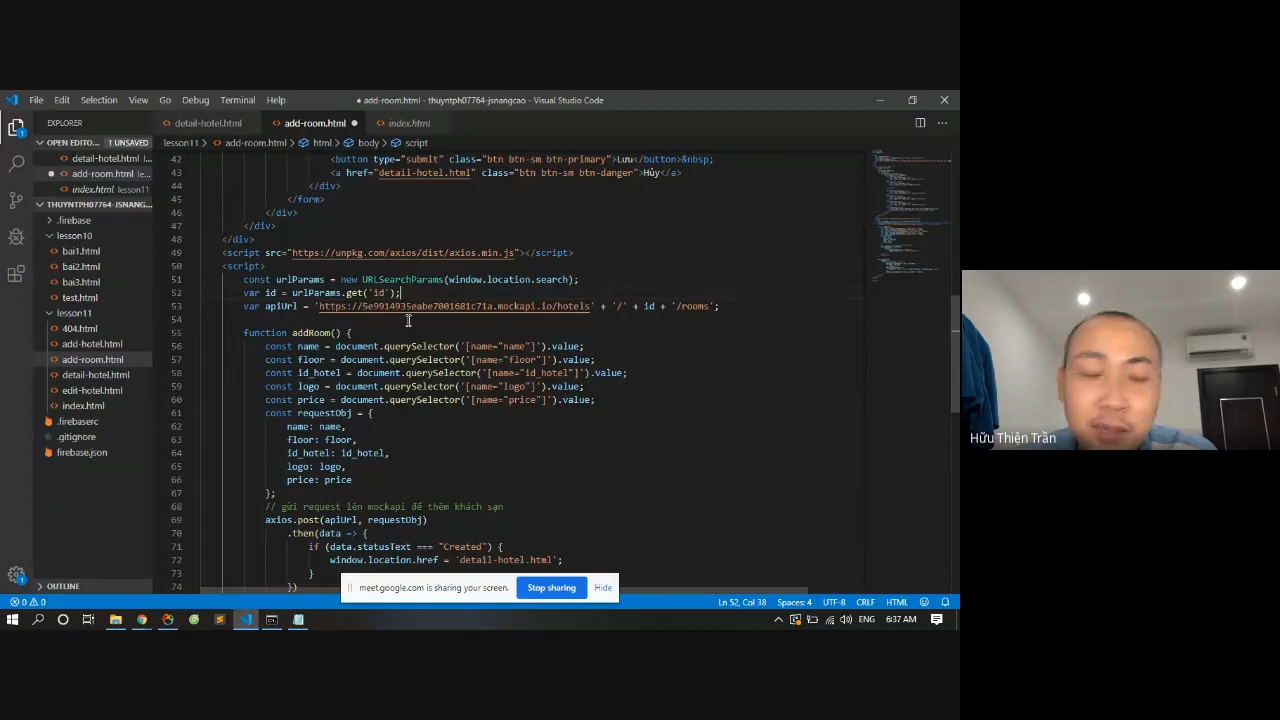 File Edit Selection View Go Debug Terminal Help
● add-room.html - thuyntph07764-jsnangcao - Visual Studio Code
EXPLORER
detail-hotel.html add-room.html ● index.html
lesson11 > add-room.html > html > body > script
OPEN EDITO... 1 UNSAVED
detail-hotel.html l...
● add-room.html le...
index.html lesson11
THUYNTPH07764-JSNANG...
.firebase
lesson10
bai1.html
bai2.html
bai3.html
test.html
lesson11
404.html
add-hotel.html
add-room.html
detail-hotel.html
edit-hotel.html
index.html
.firebaserc
.gitignore
firebase.json
OUTLINE
42 <button type="submit" class="btn btn-sm btn-primary">Lưu</button>&nbsp;
43 <a href="detail-hotel.html" class="btn btn-sm btn-danger">Hủy</a>
44 </div>
45 </form>
46 </div>
47 </div>
48 </div>
49 <script src="https://unpkg.com/axios/dist/axios.min.js"></script>
50 <script>
51 const urlParams = new URLSearchParams(window.location.search);
52 var id = urlParams.get('id');
53 var apiUrl = 'https://5e9914935eabe7001681c71a.mockapi.io/hotels' + '/' + id + '/rooms';
54
55 function addRoom() {
56 const name = document.querySelector('[name="name"]').value;
57 const floor = document.querySelector('[name="floor"]').value;
58 const id_hotel = document.querySelector('[name="id_hotel"]').value;
59 const logo = document.querySelector('[name="logo"]').value;
60 const price = document.querySelector('[name="price"]').value;
61 const requestObj = {
62 name: name,
63 floor: floor,
64 id_hotel: id_hotel,
65 logo: logo,
66 price: price
67 };
68 // gửi request lên mockapi để thêm khách sạn
69 axios.post(apiUrl, requestObj)
70 .then(data => {
71 if (data.statusText === "Created") {
72 window.location.href = 'detail-hotel.html';
73 }
74 })
meet.google.com is sharing your screen. Stop sharing Hide
0 0
Ln 52, Col 38 Spaces: 4 UTF-8 CRLF HTML
ENG 6:37 AM
Hữu Thiện Trần